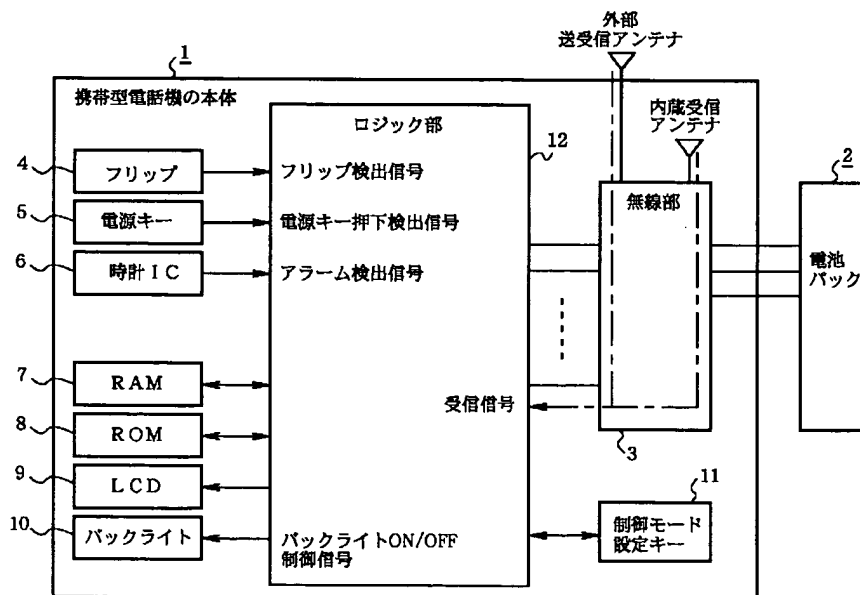 外部
送受信アンテナ
1
携帯型電話機の本体
ロジック部
12
内蔵受信
アンテナ
2
4
フリップ
フリップ検出信号
無線部
5
電源キー
電源キー押下検出信号
6
時計IC
アラーム検出信号
電池
パック
7
RAM
受信信号
8
ROM
3
9
LCD
11
10
バックライト
バックライトON/OFF
制御信号
制御モード
設定キー